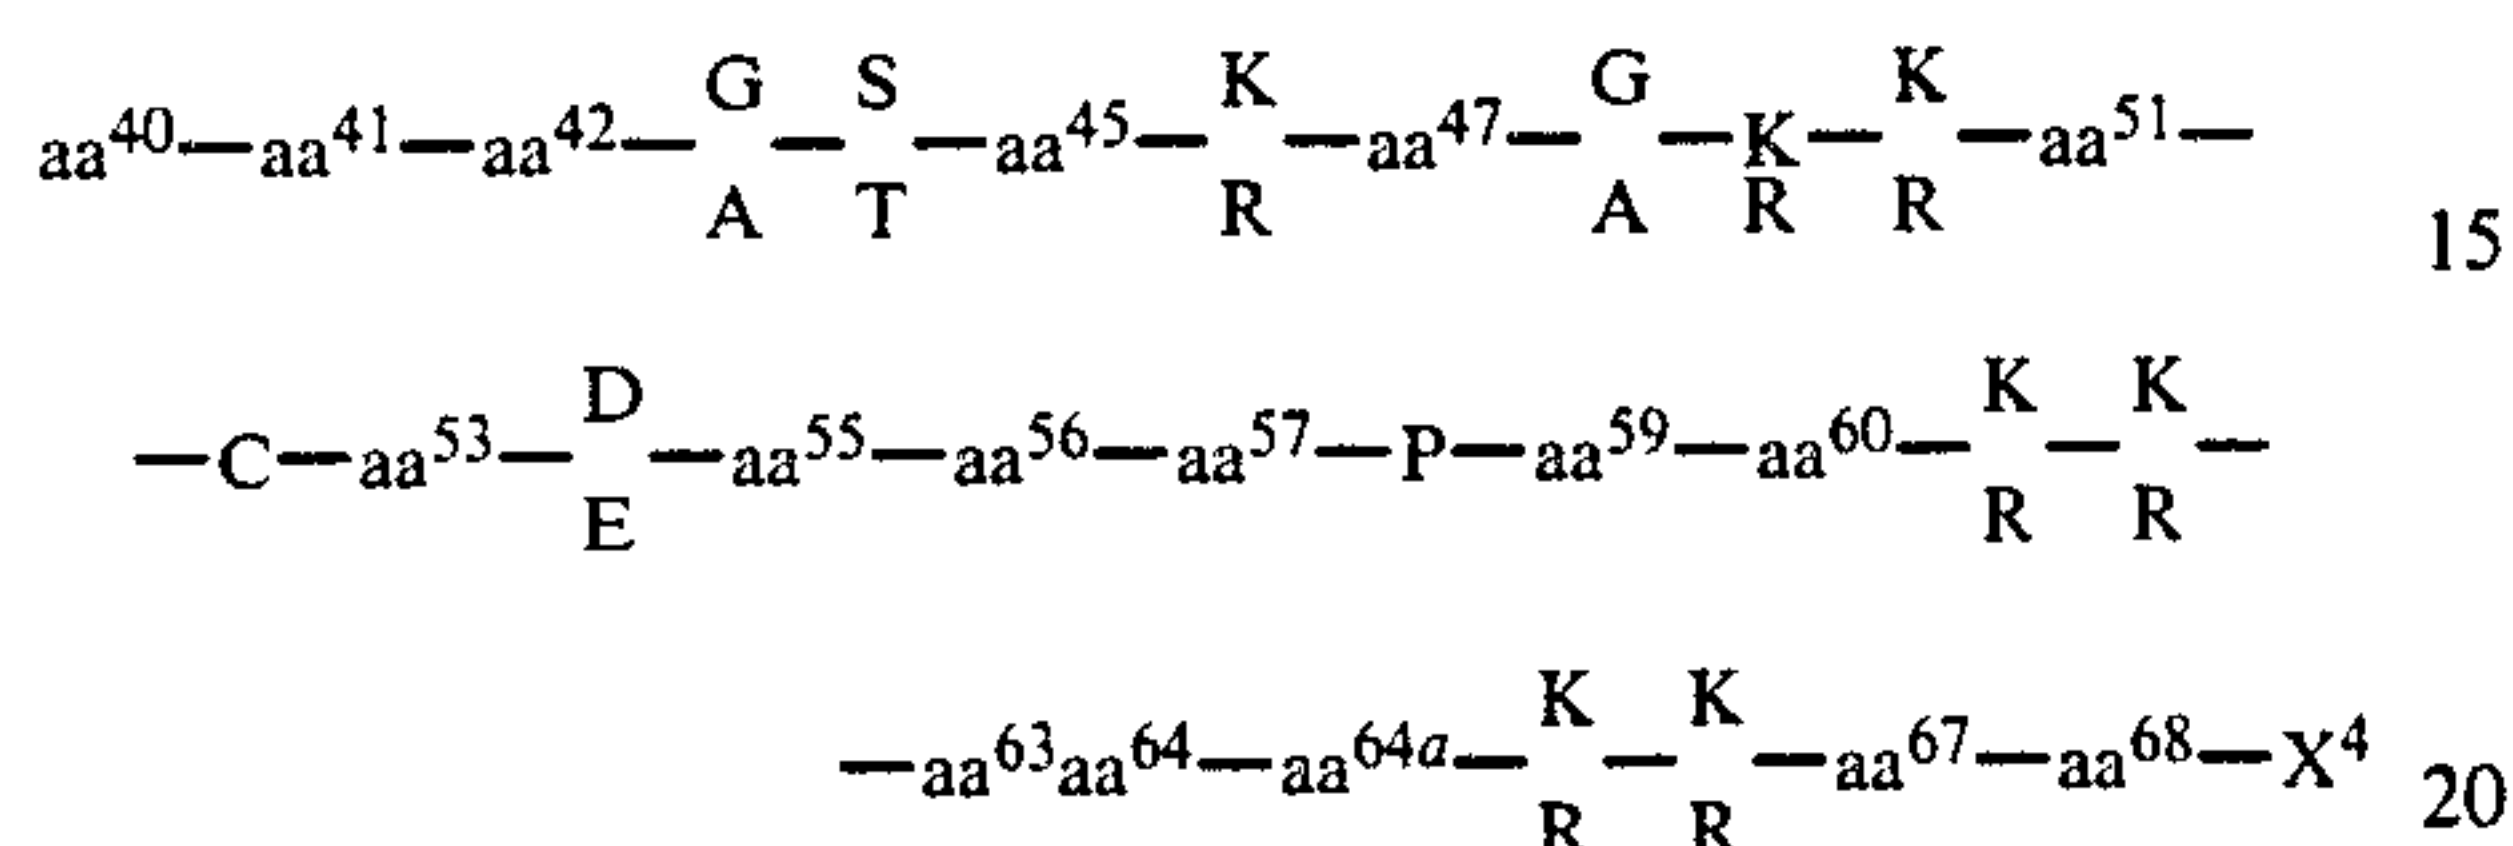 G S K G K
aa40—aa41—aa42— — —aa45— —aa47— —K— —aa51—
A T R A R R
15
D K K
—C—aa53— —aa55—aa56—aa57—P—aa59—aa60— — —
E R R
K K
—aa63aa64—aa64a— — —aa67—aa68—X4
20
R R